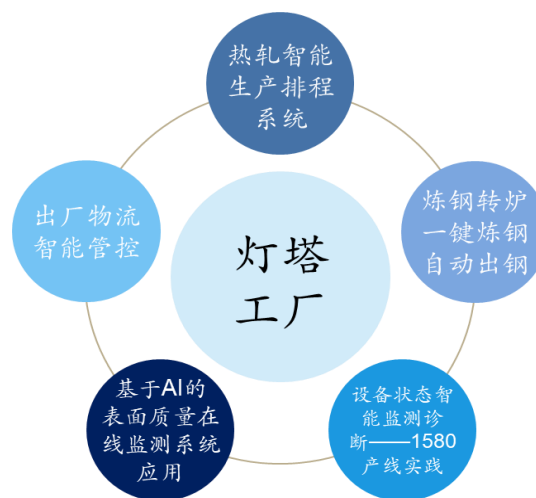 热轧智能
生产排程
系统
出厂物流
智能管控
炼钢转炉
一键炼钢
自动出钢
灯塔
工厂
基于AI的
表面质量在
线监测系统
应用
设备状态智
能监测诊
断——1580
产线实践